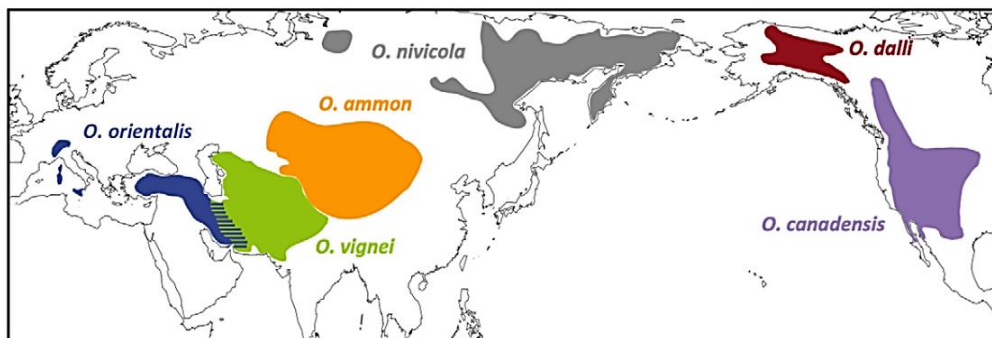 O. nivicola
O. dalli
O. ammon
O. orientalis
O. canadensis
O. vignei